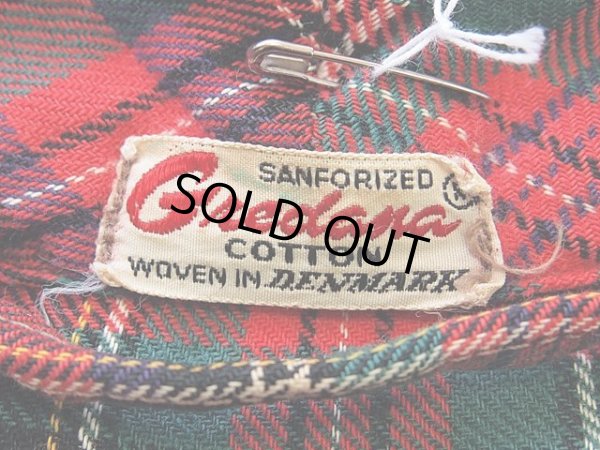 SANFORIZED
SOLD OUT
COTTON
WOVEN IN DENMARK